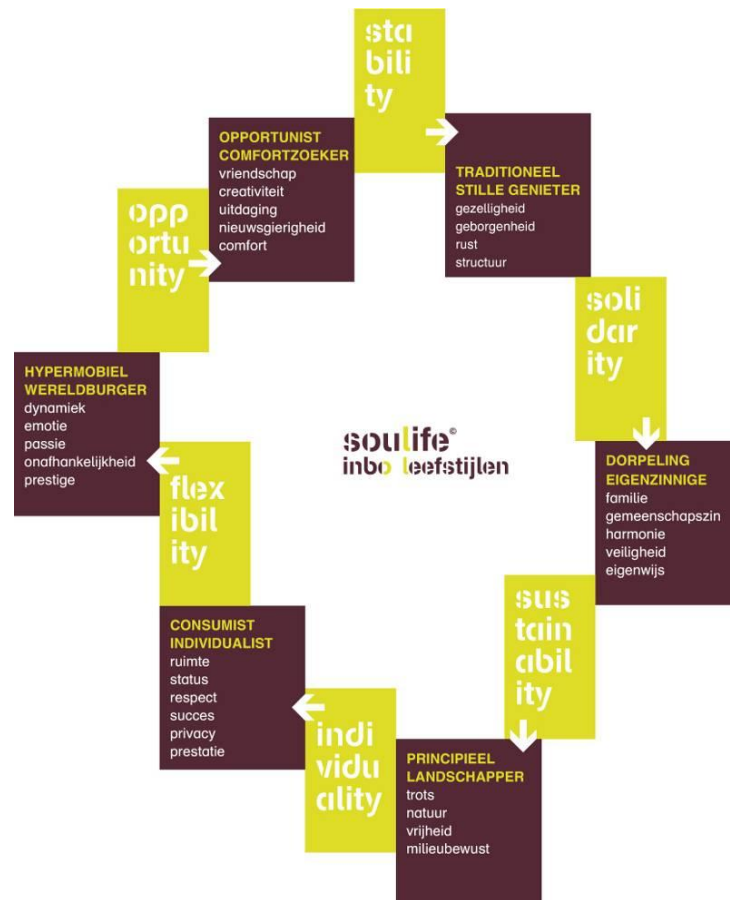 sta
bili
ty
OPPORTUNIST
COMFORTZOEKER
vriendschap
creativiteit
uitdaging
nieuwsgierigheid
comfort
TRADITIONEEL
STILLE GENIETER
gezelligheid
geborgenheid
rust
structuur
opp
ortu
nity
soli
dar
ity
HYPERMOBIEL
WERELDBURGER
dynamiek
emotie
passie
onafhankelijkheid
prestige
soulife©
inbo leefstijlen
flex
ibil
ity
DORPELING
EIGENZINNIGE
familie
gemeenschapszin
harmonie
veiligheid
eigenwijs
sus
tain
abil
ity
CONSUMIST
INDIVIDUALIST
ruimte
status
respect
succes
privacy
prestatie
indi
vidu
ality
PRINCIPIEEL
LANDSCHAPPER
trots
natuur
vrijheid
milieubewust